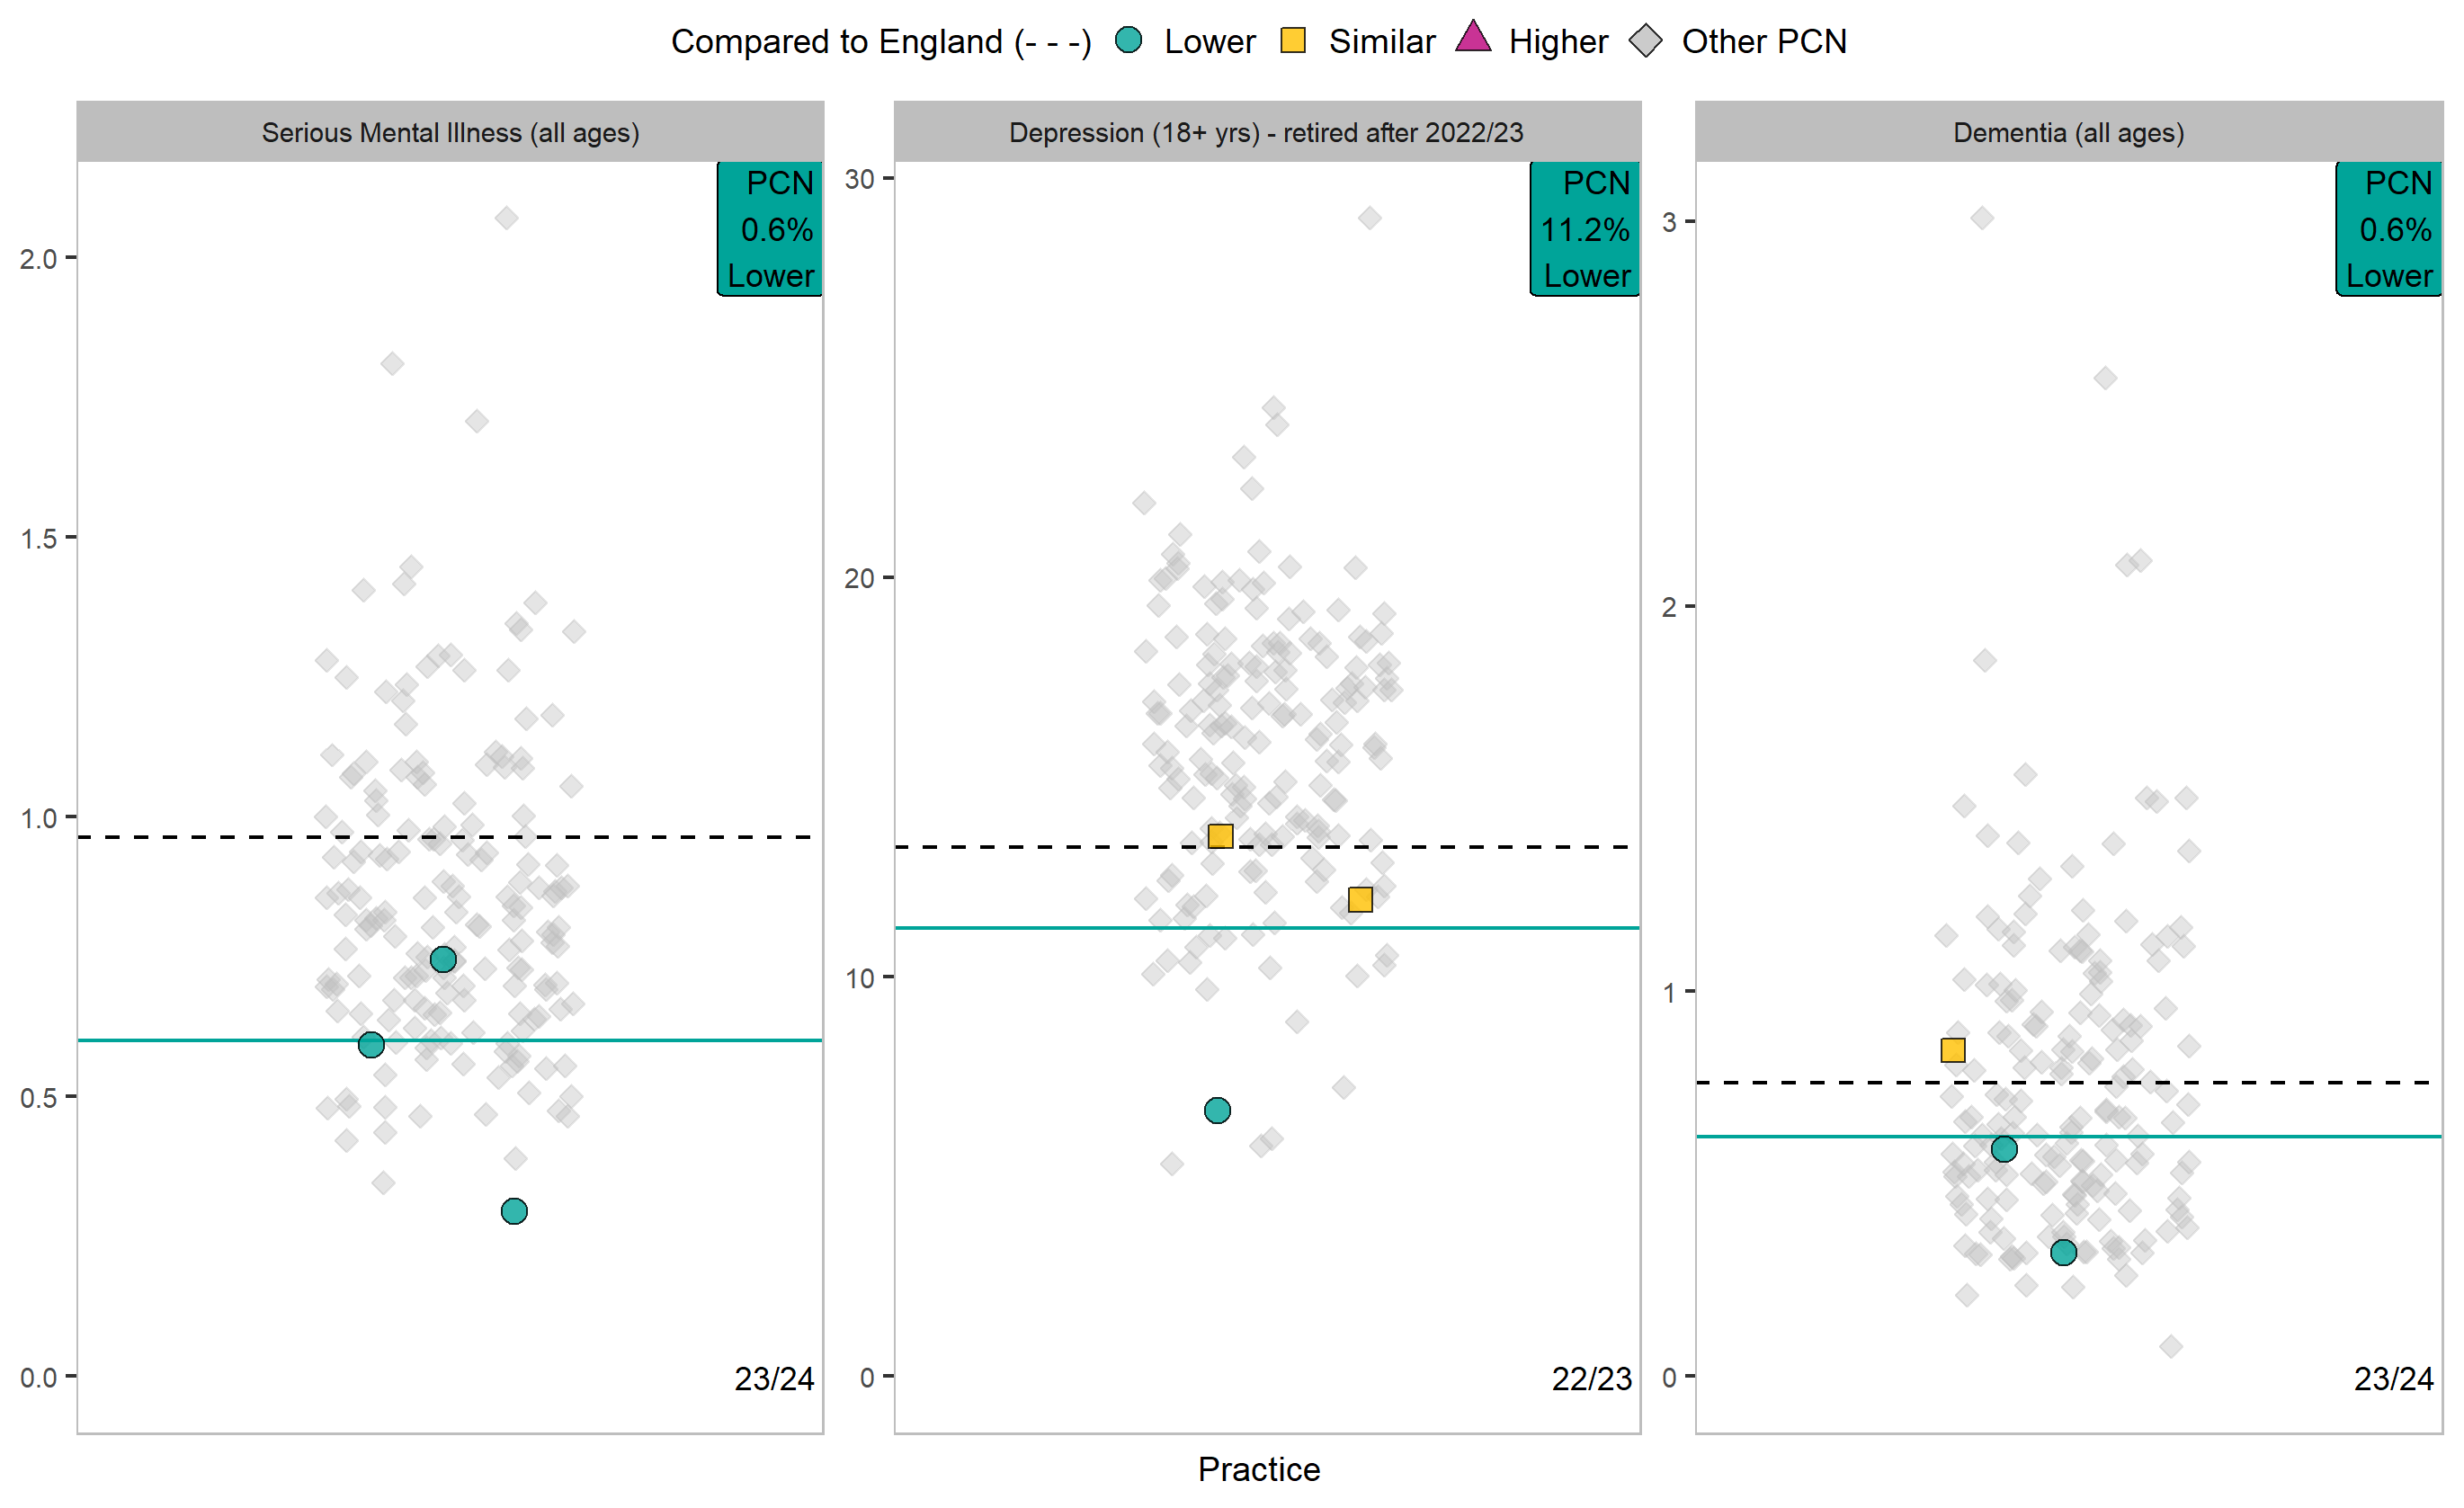 Compared to England (- - -) Lower Similar Higher Other PCN
Serious Mental Illness (all ages)
PCN
0.6%
Lower
2.0
1.5
1.0
0.5
0.0
23/24
Depression (18+ yrs) - retired after 2022/23
PCN
11.2%
Lower
30
20
10
0
22/23
Dementia (all ages)
PCN
0.6%
Lower
3
2
1
0
23/24
Practice